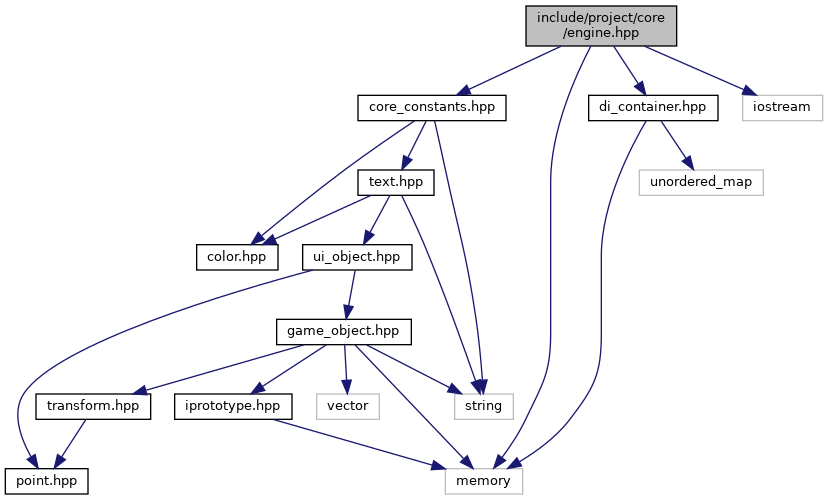 include/project/core
/engine.hpp
core_constants.hpp
di_container.hpp
iostream
text.hpp
unordered_map
color.hpp
ui_object.hpp
game_object.hpp
transform.hpp
iprototype.hpp
vector
string
point.hpp
memory